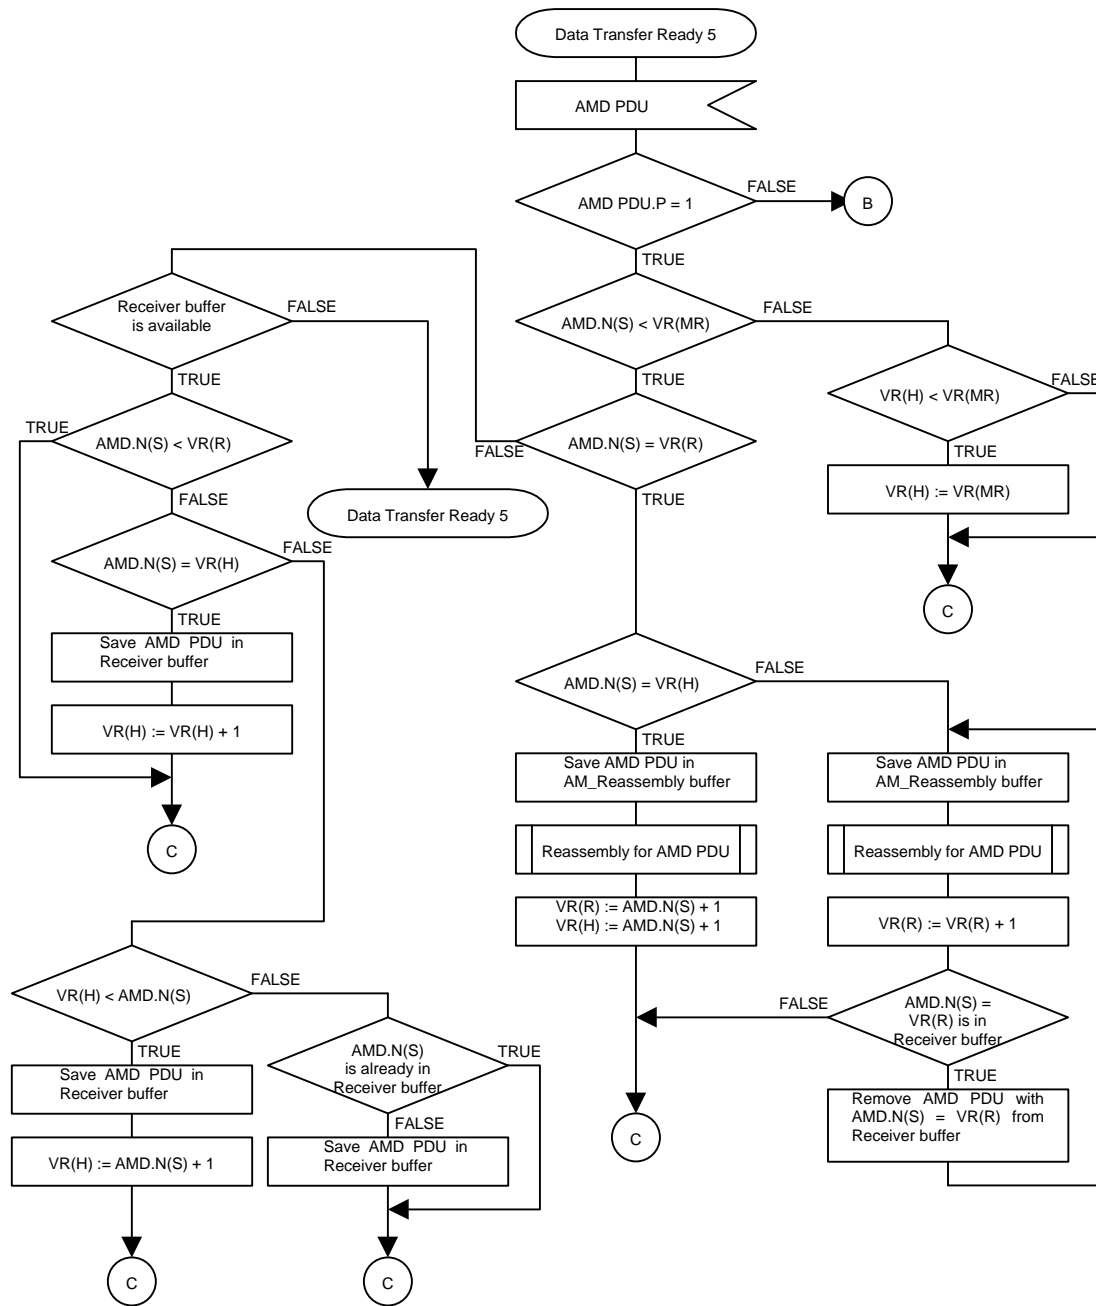 Data Transfer Ready 5
AMD PDU
AMD PDU.P = 1
FALSE
B
TRUE
Receiver buffer
is available
FALSE
AMD.N(S) < VR(MR)
FALSE
TRUE
TRUE
VR(H) < VR(MR)
FALSE
TRUE
AMD.N(S) < VR(R)
AMD.N(S) = VR(R)
FALSE
TRUE
FALSE
TRUE
VR(H) := VR(MR)
Data Transfer Ready 5
AMD.N(S) = VR(H)
FALSE
TRUE
C
Save AMD PDU in
Receiver buffer
VR(H) := VR(H) + 1
C
AMD.N(S) = VR(H)
FALSE
TRUE
Save AMD PDU in
AM_Reassembly buffer
Save AMD PDU in
AM_Reassembly buffer
Reassembly for AMD PDU
Reassembly for AMD PDU
VR(R) := AMD.N(S) + 1
VR(H) := AMD.N(S) + 1
VR(R) := VR(R) + 1
VR(H) < AMD.N(S)
FALSE
TRUE
FALSE
AMD.N(S) =
VR(R) is in
Receiver buffer
TRUE
AMD.N(S)
is already in
Receiver buffer
TRUE
FALSE
Save AMD PDU in
Receiver buffer
VR(H) := AMD.N(S) + 1
Save AMD PDU in
Receiver buffer
C
Remove AMD PDU with
AMD.N(S) = VR(R) from
Receiver buffer
C
C